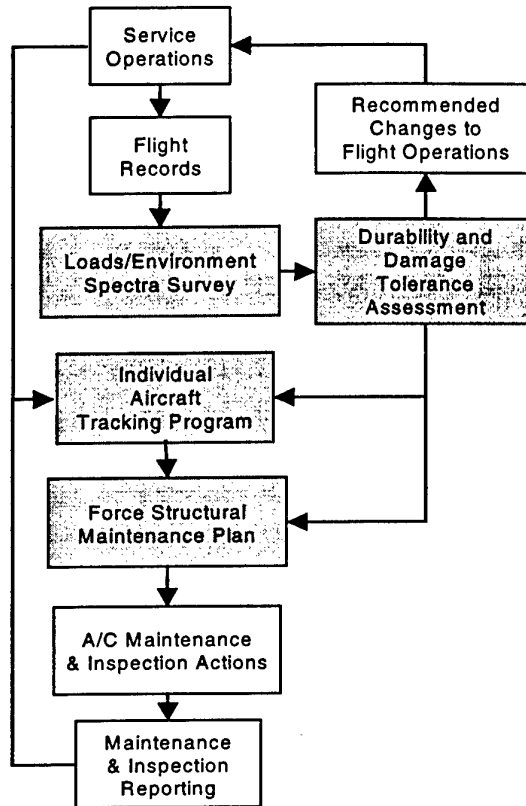 Service
Operations
Flight
Records
Recommended
Changes to
Flight Operations
Loads/Environment
Spectra Survey
Durability and
Damage
Tolerance
Assessment
Individual
Aircraft
Tracking Program
Force Structural
Maintenance Plan
A/C Maintenance
& Inspection Actions
Maintenance
& Inspection
Reporting